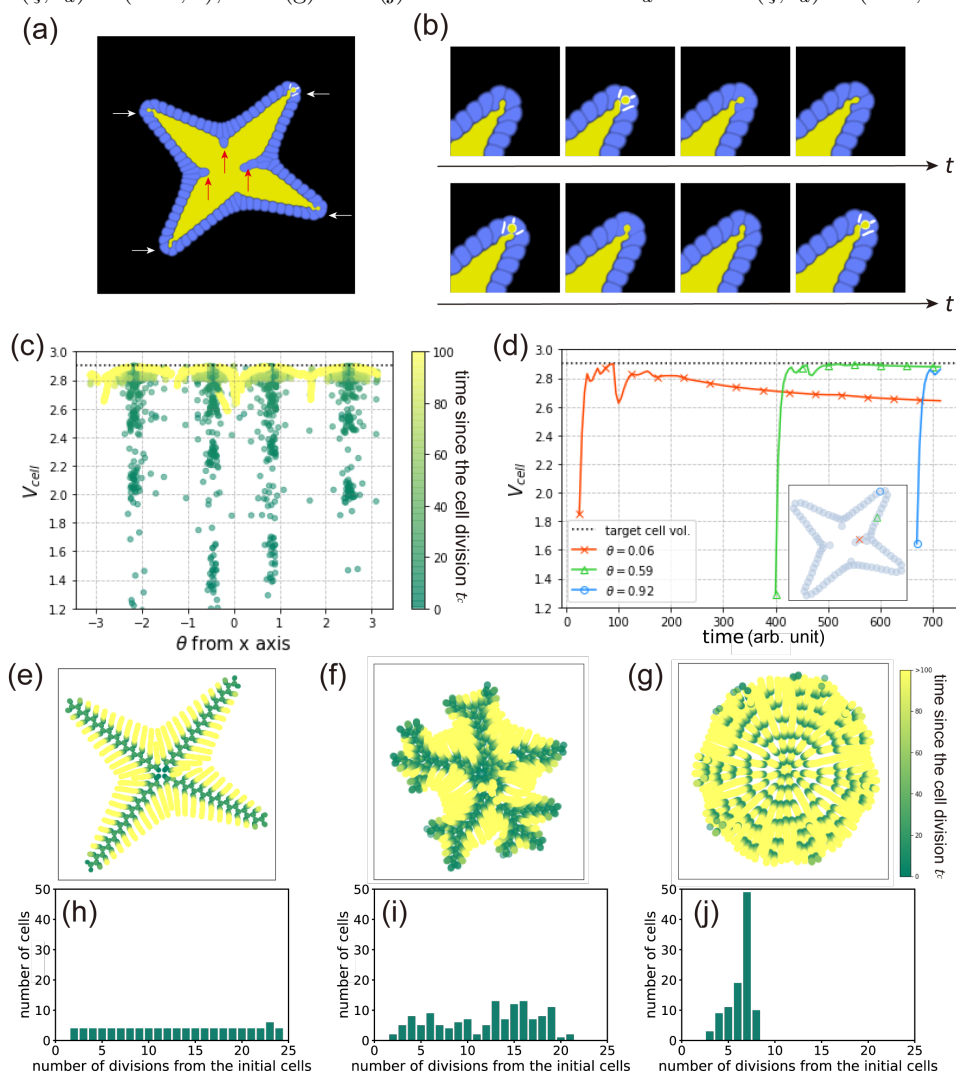 (a)
(b)
t
t
(c)
3.0
2.8
2.6
2.4
2.2
2.0
1.8
1.6
1.4
1.2
V_cell
−3 −2 −1 0 1 2 3
θ from x axis
100
80
60
40
20
0
time since the cell division t_c
(d)
3.0
2.8
2.6
2.4
2.2
2.0
1.8
1.6
1.4
1.2
V_cell
target cell vol.
θ = 0.06
θ = 0.59
θ = 0.92
0 100 200 300 400 500 600 700
time (arb. unit)
(e)
(f)
(g)
>100
80
60
40
20
0
time since the cell division t_c
(h)
50
40
30
20
10
0
number of cells
0 5 10 15 20 25
number of divisions from the initial cells
(i)
50
40
30
20
10
0
number of cells
0 5 10 15 20 25
number of divisions from the initial cells
(j)
50
40
30
20
10
0
number of cells
0 5 10 15 20 25
number of divisions from the initial cells